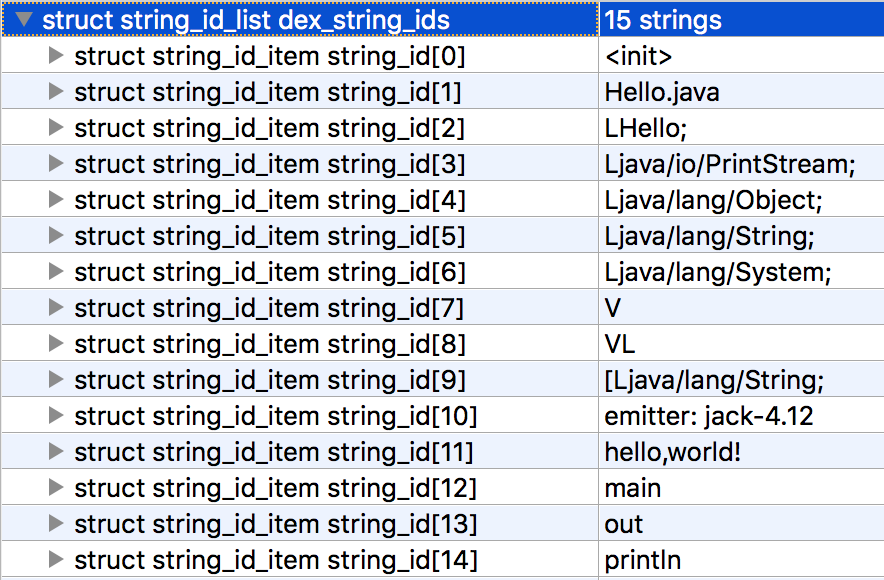 struct string_id_list dex_string_ids 15 strings
struct string_id_item string_id[0] <init>
struct string_id_item string_id[1] Hello.java
struct string_id_item string_id[2] LHello;
struct string_id_item string_id[3] Ljava/io/PrintStream;
struct string_id_item string_id[4] Ljava/lang/Object;
struct string_id_item string_id[5] Ljava/lang/String;
struct string_id_item string_id[6] Ljava/lang/System;
struct string_id_item string_id[7] V
struct string_id_item string_id[8] VL
struct string_id_item string_id[9] [Ljava/lang/String;
struct string_id_item string_id[10] emitter: jack-4.12
struct string_id_item string_id[11] hello,world!
struct string_id_item string_id[12] main
struct string_id_item string_id[13] out
struct string_id_item string_id[14] println